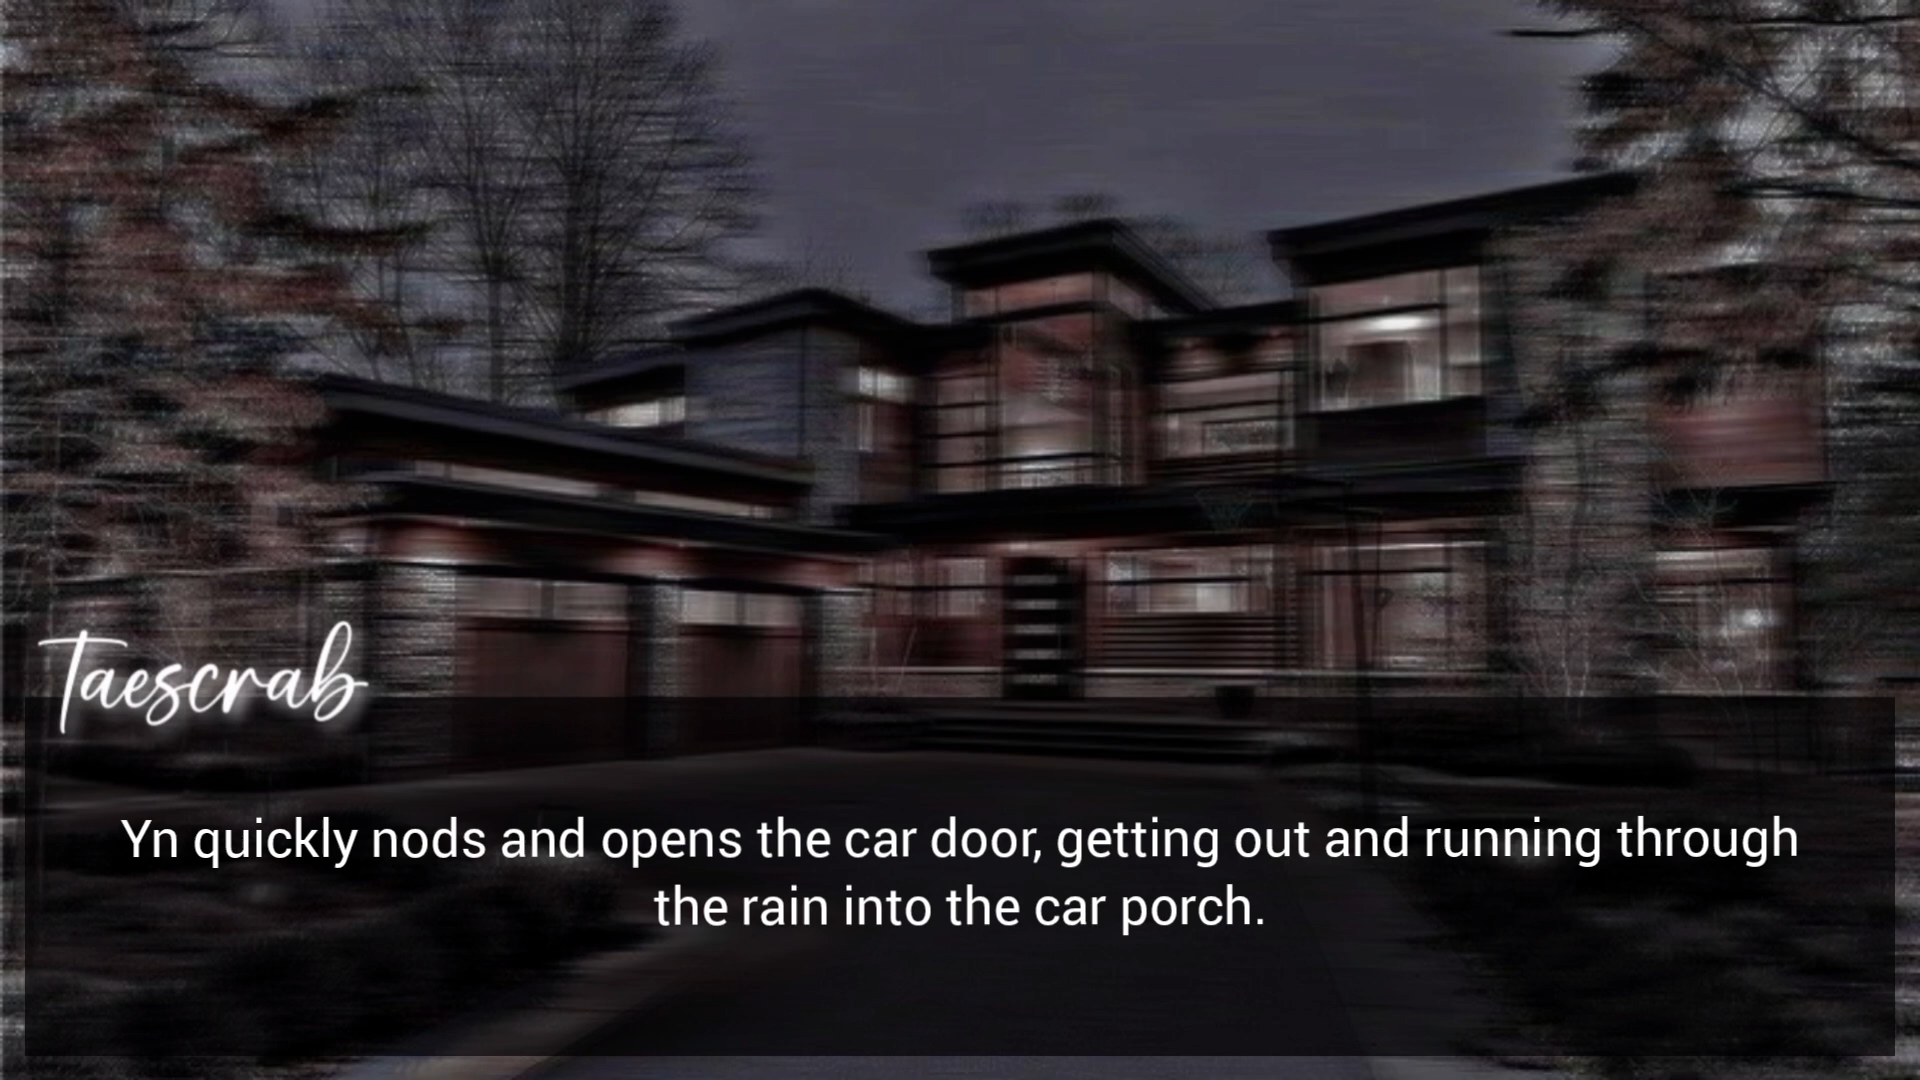 Taescrab
Yn quickly nods and opens the car door, getting out and running through
the rain into the car porch.